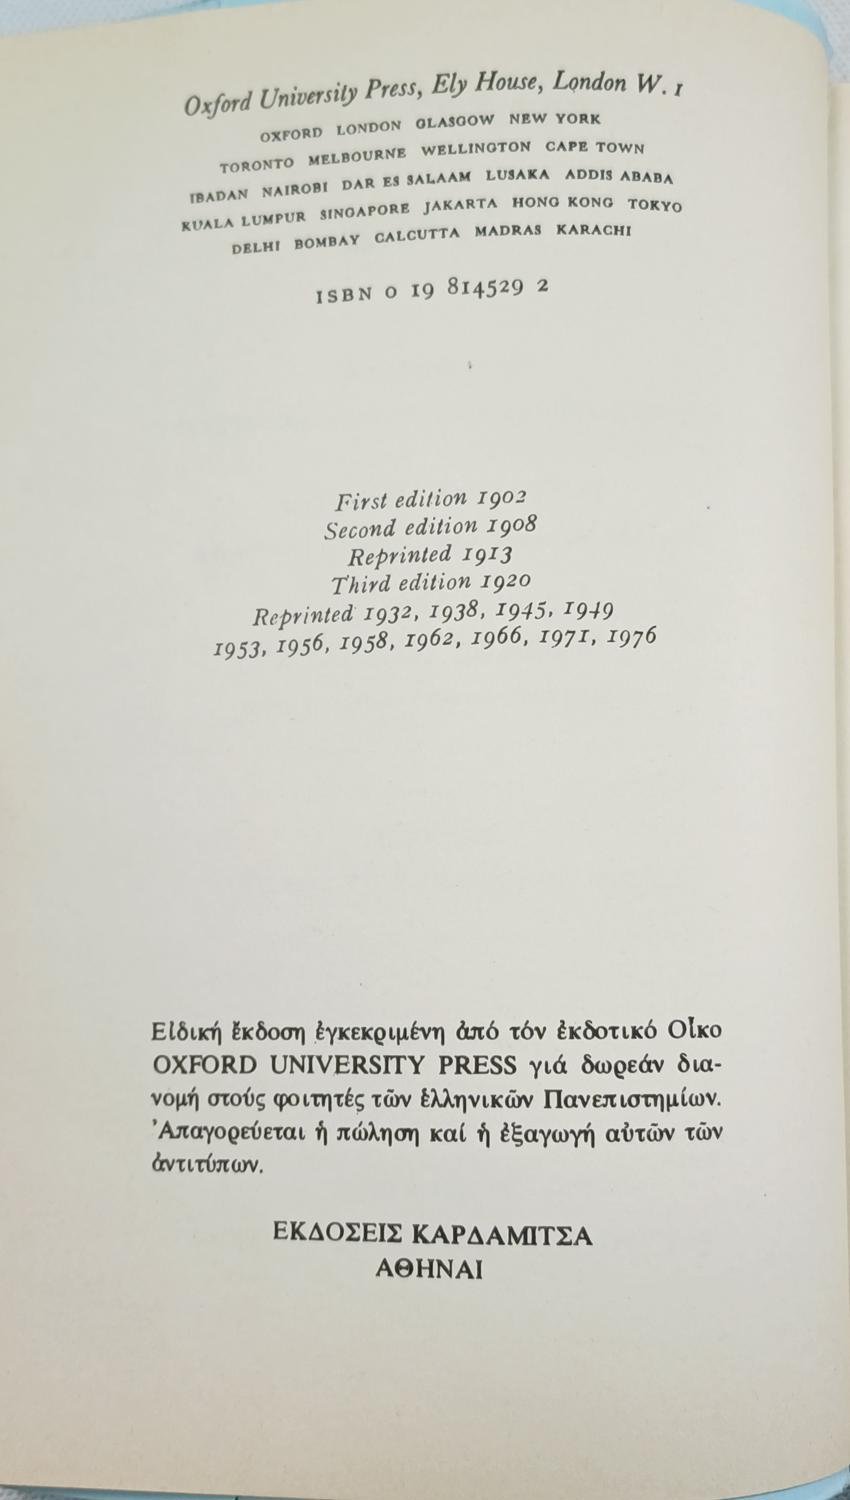 Oxford University Press, Ely House, London W. 1
OXFORD LONDON GLASGOW NEW YORK
TORONTO MELBOURNE WELLINGTON CAPE TOWN
IBADAN NAIROBI DAR ES SALAAM LUSAKA ADDIS ABABA
KUALA LUMPUR SINGAPORE JAKARTA HONG KONG TOKYO
DELHI BOMBAY CALCUTTA MADRAS KARACHI
ISBN 0 19 814529 2
First edition 1902
Second edition 1908
Reprinted 1913
Third edition 1920
Reprinted 1932, 1938, 1945, 1949
1953, 1956, 1958, 1962, 1966, 1971, 1976
Εἰδική ἔκδοση ἐγκεκριμένη ἀπό τόν ἐκδοτικό Οἶκο
OXFORD UNIVERSITY PRESS γιά δωρεάν δια-
νομή στούς φοιτητές τῶν ἑλληνικῶν Πανεπιστημίων.
Ἀπαγορεύεται ἡ πώληση καί ἡ ἐξαγωγή αὐτῶν τῶν
ἀντιτύπων.
ΕΚΔΟΣΕΙΣ ΚΑΡΔΑΜΙΤΣΑ
ΑΘΗΝΑΙ